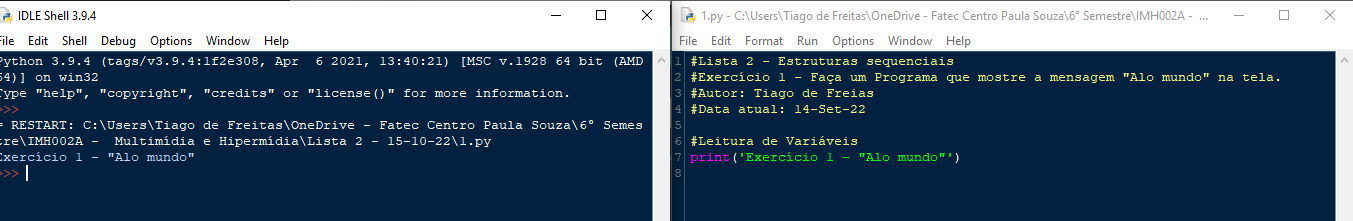 IDLE Shell 3.9.4
File Edit Shell Debug Options Window Help
Python 3.9.4 (tags/v3.9.4:1f2e308, Apr  6 2021, 13:40:21) [MSC v.1928 64 bit (AMD
64)] on win32
Type "help", "copyright", "credits" or "license()" for more information.
>>>
= RESTART: C:\Users\Tiago de Freitas\OneDrive - Fatec Centro Paula Souza\6° Semes
tre\IMH002A -  Multimídia e Hipermídia\Lista 2 - 15-10-22\1.py
Exercício 1 - "Alo mundo"
>>>
1.py - C:\Users\Tiago de Freitas\OneDrive - Fatec Centro Paula Souza\6° Semestre\IMH002A - ...
File Edit Format Run Options Window Help
1 #Lista 2 - Estruturas sequenciais
2 #Exercício 1 - Faça um Programa que mostre a mensagem "Alo mundo" na tela.
3 #Autor: Tiago de Freias
4 #Data atual: 14-Set-22
5
6 #Leitura de Variáveis
7 print('Exercício 1 - "Alo mundo"')
8